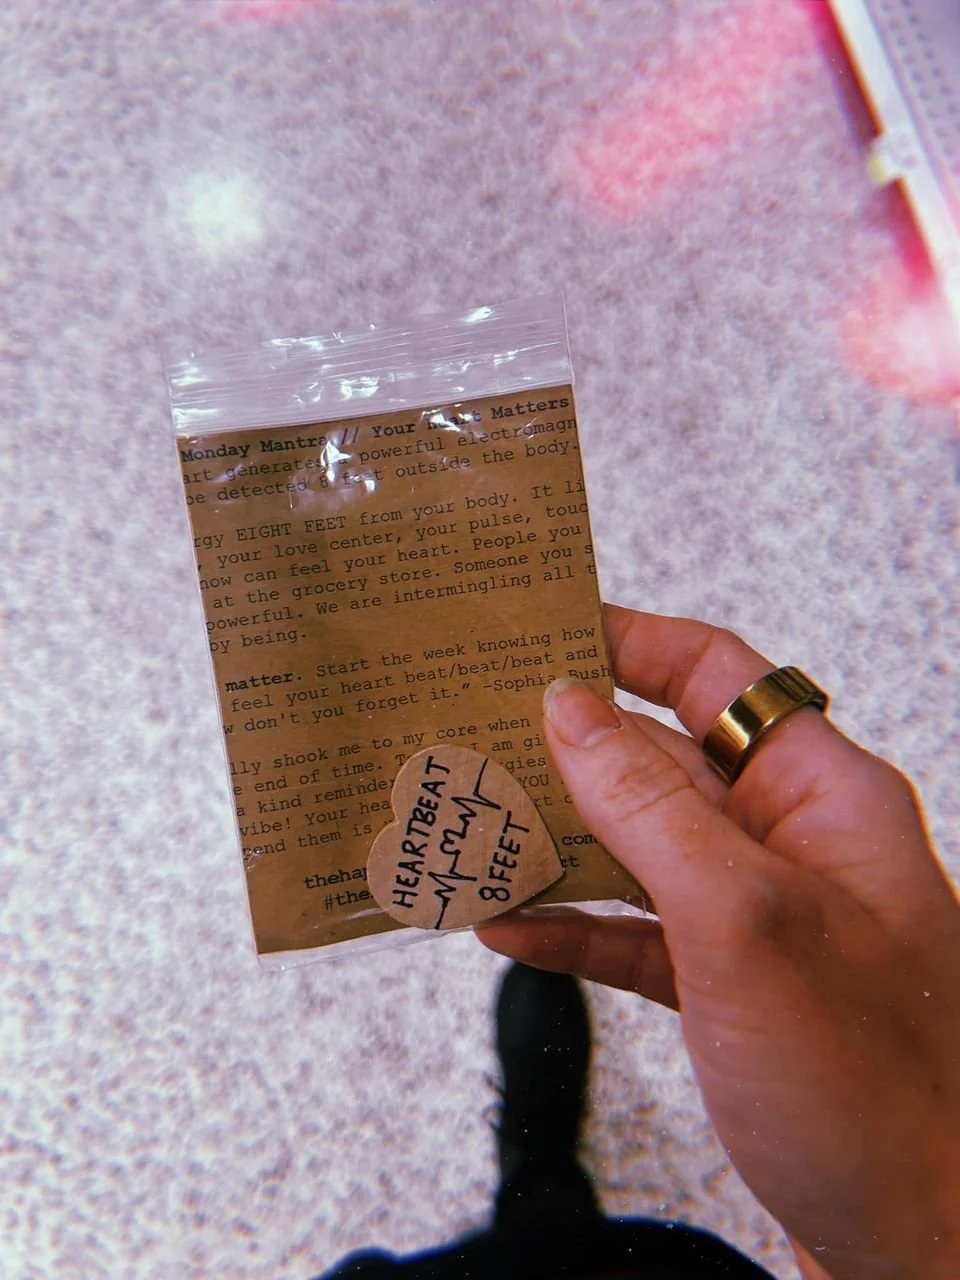 Monday Mantra // Your heart Matters
art generates a powerful electromagn
be detected 8 feet outside the body.
rgy EIGHT FEET from your body. It li
, your love center, your pulse, touc
now can feel your heart. People you
at the grocery store. Someone you s
powerful. We are intermingling all t
by being.
matter. Start the week knowing how
feel your heart beat/beat/beat and
w don't you forget it." -Sophia Bush
lly shook me to my core when
e end of time. I am gi
a kind reminder gies
vibe! Your hea YOU
pend them is rt
theha com
#the ct
HEARTBEAT
8FEET